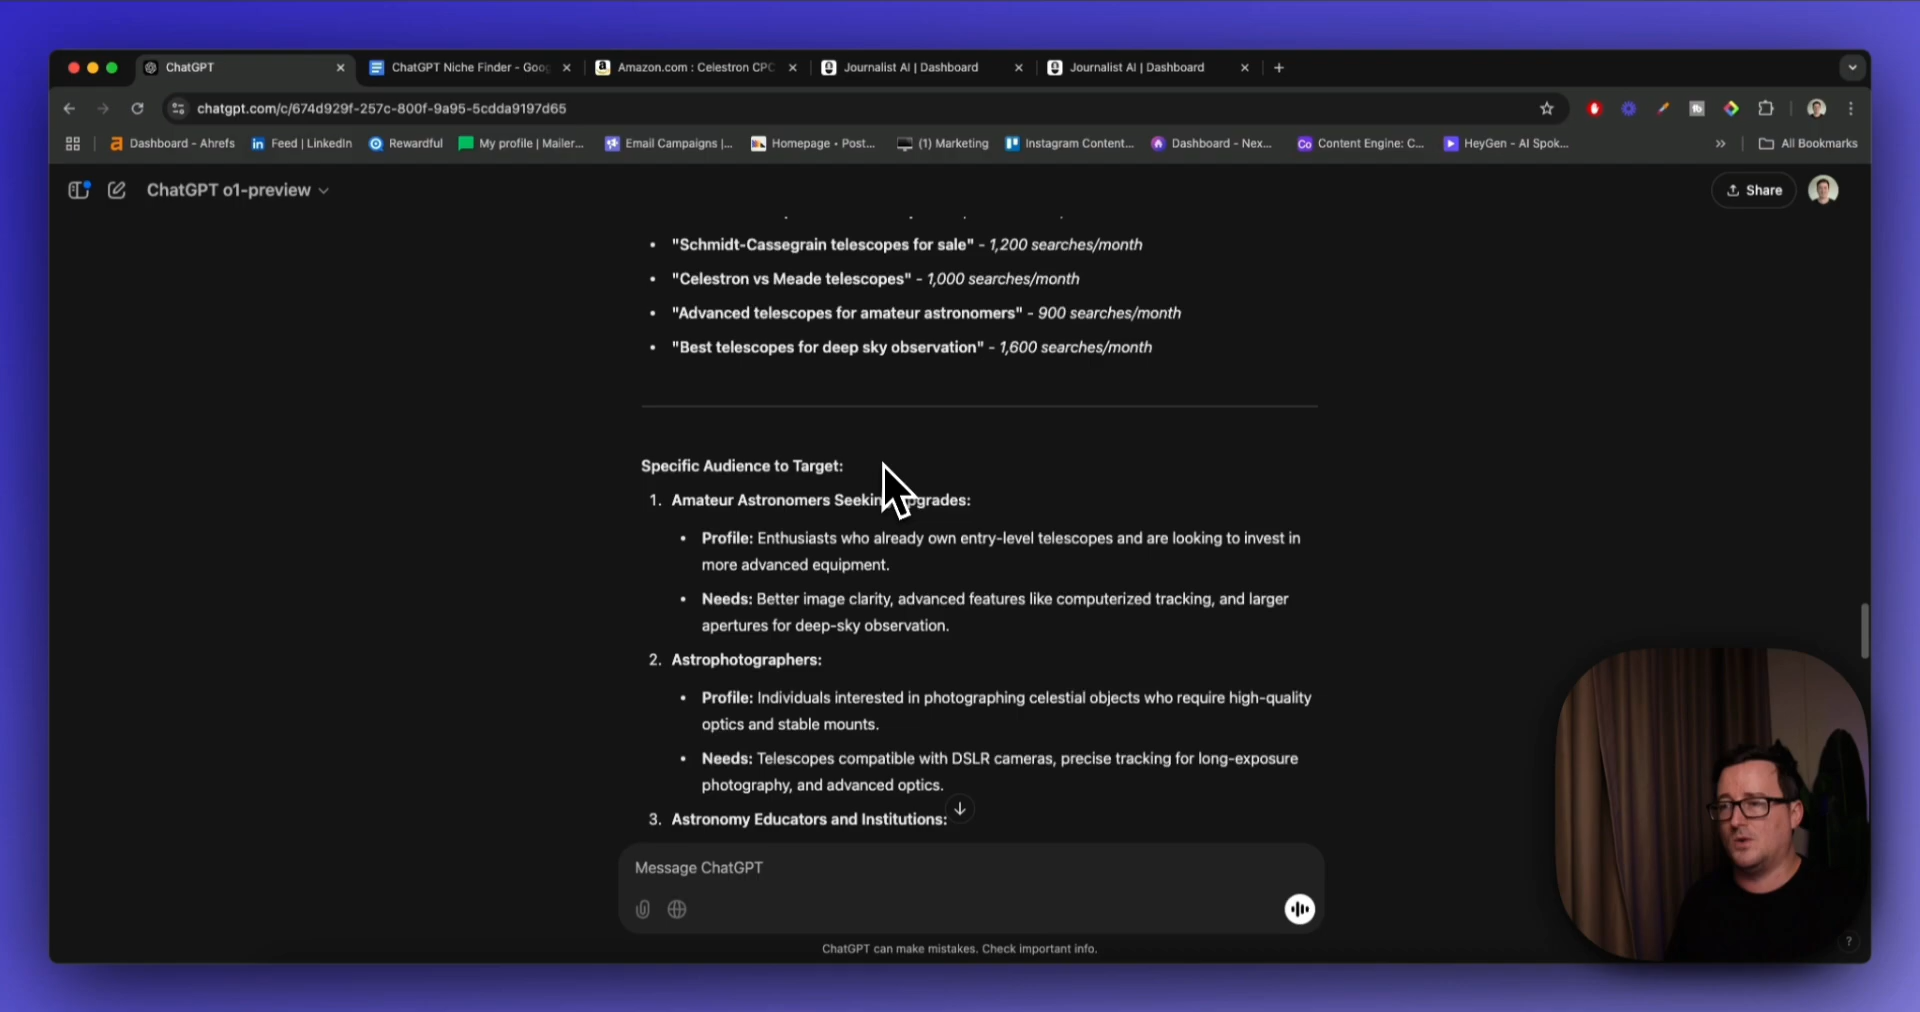 ChatGPT
ChatGPT Niche Finder - Goog
Amazon.com : Celestron CPC
Journalist AI | Dashboard
Journalist AI | Dashboard
chatgpt.com/c/674d929f-257c-800f-9a95-5cdda9197d65
Dashboard - Ahrefs
Feed | LinkedIn
Rewardful
My profile | Mailer...
Email Campaigns |...
Homepage • Post...
(1) Marketing
Instagram Content...
Dashboard - Nex...
Content Engine: C...
HeyGen - AI Spok...
All Bookmarks
ChatGPT o1-preview
Share
• "Schmidt-Cassegrain telescopes for sale" - 1,200 searches/month
• "Celestron vs Meade telescopes" - 1,000 searches/month
• "Advanced telescopes for amateur astronomers" - 900 searches/month
• "Best telescopes for deep sky observation" - 1,600 searches/month
Specific Audience to Target:
1. Amateur Astronomers
• Profile: Enthusiasts who already own entry-level telescopes and are looking to invest in
more advanced equipment.
• Needs: Better image clarity, advanced features like computerized tracking, and larger
apertures for deep-sky observation.
2. Astrophotographers:
• Profile: Individuals interested in photographing celestial objects who require high-quality
optics and stable mounts.
• Needs: Telescopes compatible with DSLR cameras, precise tracking for long-exposure
photography, and advanced optics.
3. Astronomy Educators and Institutions:
Message ChatGPT
ChatGPT can make mistakes. Check important info.
?